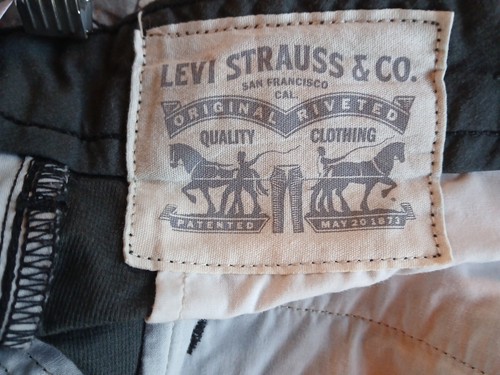 LEVI STRAUSS & CO.
SAN FRANCISCO
CAL.
ORIGINAL RIVETED
QUALITY CLOTHING
PATENTED MAY 20 1873